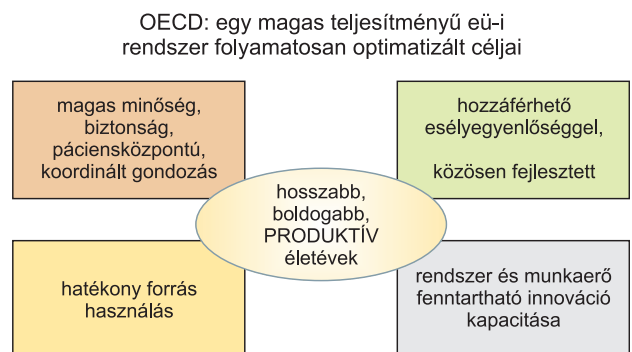 OECD: egy magas teljesítményű eü-i
rendszer folyamatosan optimatizált céljai
magas minőség,
biztonság,
páciensközpontú,
koordinált gondozás
hozzáférhető
esélyegyenlőséggel,
közösen fejlesztett
hosszabb,
boldogabb,
PRODUKTÍV
életévek
hatékony forrás
használás
rendszer és munkaerő
fenntartható innováció
kapacitása